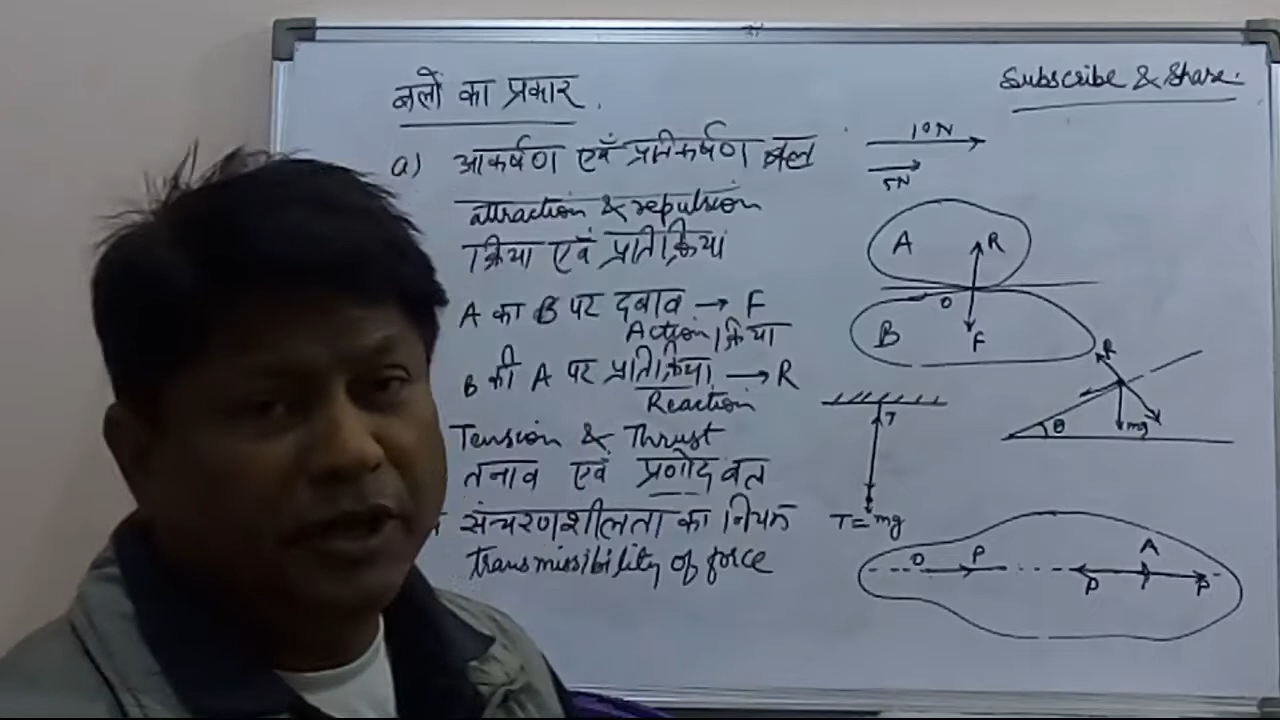 बलों का प्रकार.
Subscribe & Share.
a) आकर्षण एवं प्रतिकर्षण बल
attraction & repulsion
क्रिया एवं प्रतिक्रिया
A का B पर दबाव → F
Action/क्रिया
B की A पर प्रतिक्रिया → R
Reaction
Tension & Thrust
तनाव एवं प्रणोद बल
संचरणशीलता का नियम
transmissibility of force
10N
5N
A R
O
B F
R
θ mg
T
T = mg
O P A
P P